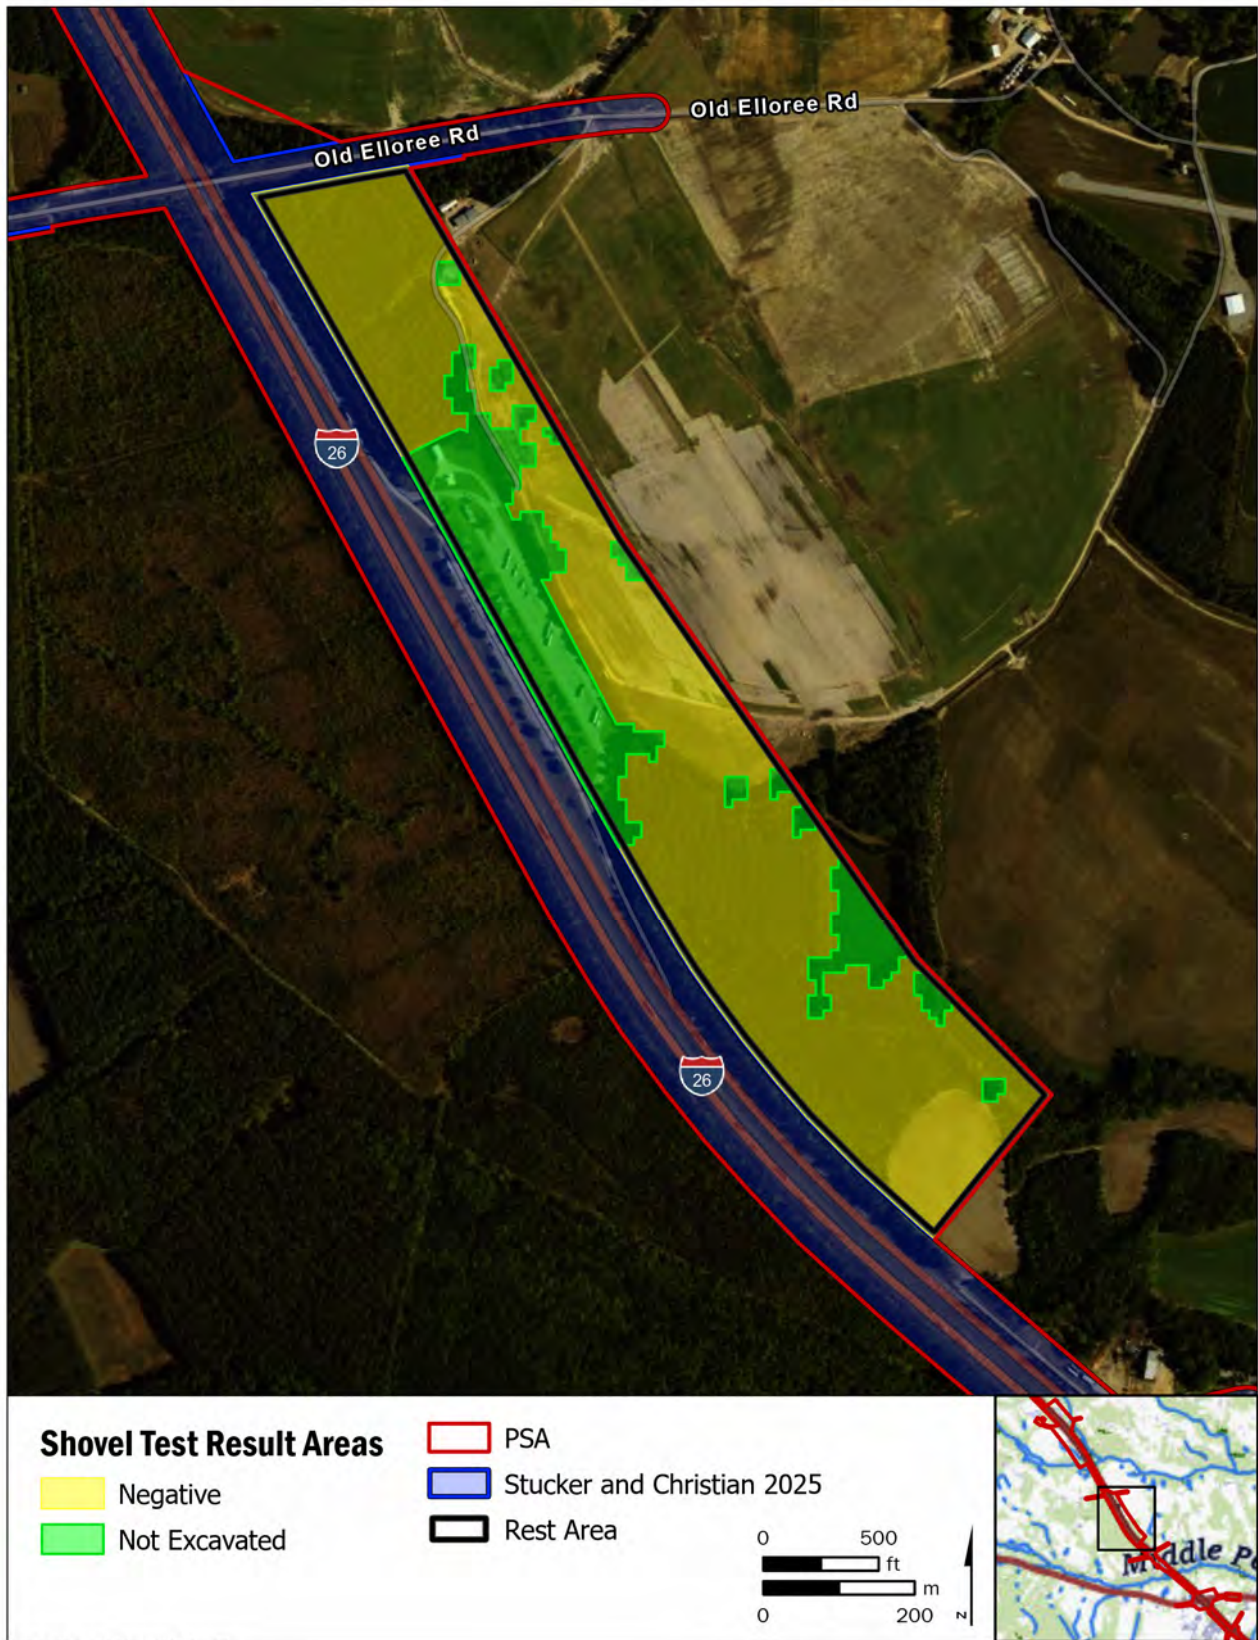 Old Elloree Rd
Old Elloree Rd
26
26
Shovel Test Result Areas
Negative
Not Excavated
PSA
Stucker and Christian 2025
Rest Area
0 500
ft
m
0 200
N
Middle